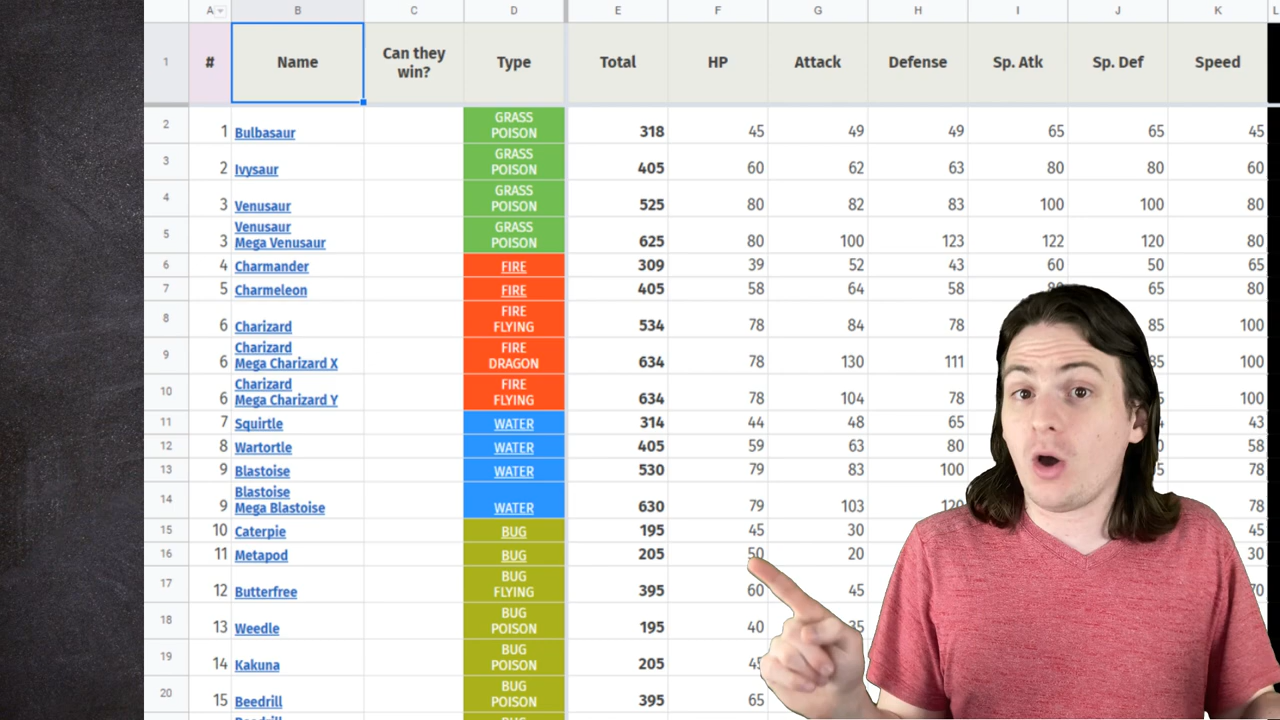 A B C D E F G H I J K L
1 # Name Can they win? Type Total HP Attack Defense Sp. Atk Sp. Def Speed
2 1 Bulbasaur GRASS POISON 318 45 49 49 65 65 45
3 2 Ivysaur GRASS POISON 405 60 62 63 80 80 60
4 3 Venusaur GRASS POISON 525 80 82 83 100 100 80
5 3 Venusaur Mega Venusaur GRASS POISON 625 80 100 123 122 120 80
6 4 Charmander FIRE 309 39 52 43 60 50 65
7 5 Charmeleon FIRE 405 58 64 58 80 65 80
8 6 Charizard FIRE FLYING 534 78 84 78 85 100
9 6 Charizard Mega Charizard X FIRE DRAGON 634 78 130 111 85 100
10 6 Charizard Mega Charizard Y FIRE FLYING 634 78 104 78 100
11 7 Squirtle WATER 314 44 48 65 43
12 8 Wartortle WATER 405 59 63 80 58
13 9 Blastoise WATER 530 79 83 100 78
14 9 Blastoise Mega Blastoise WATER 630 79 103 120 78
15 10 Caterpie BUG 195 45 30 45
16 11 Metapod BUG 205 50 20 30
17 12 Butterfree BUG FLYING 395 60 45
18 13 Weedle BUG POISON 195 40 35
19 14 Kakuna BUG POISON 205 45
20 15 Beedrill BUG POISON 395 65